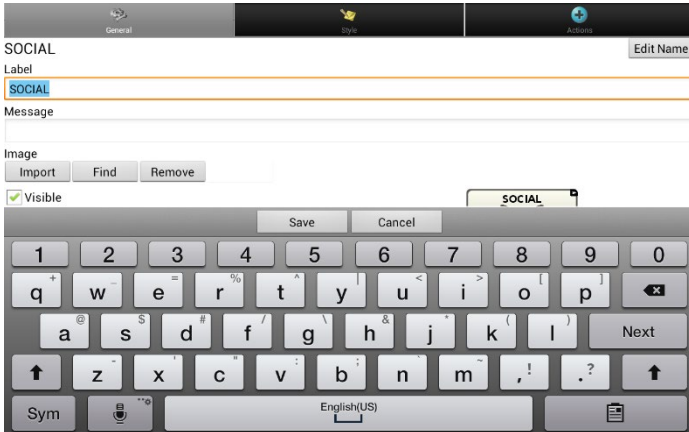 General Style Actions
SOCIAL Edit Name
Label
SOCIAL
Message
Image
Import Find Remove
Visible
SOCIAL
Save Cancel
1 2 3 4 5 6 7 8 9 0
q + w _ e = r % t ^ y | u < i > o [ p ]
a @ s $ d # f / g \ h & j * k ( l ) Next
z - x ' c " v : b ; n ` m ~ , ! . ?
Sym English(US)